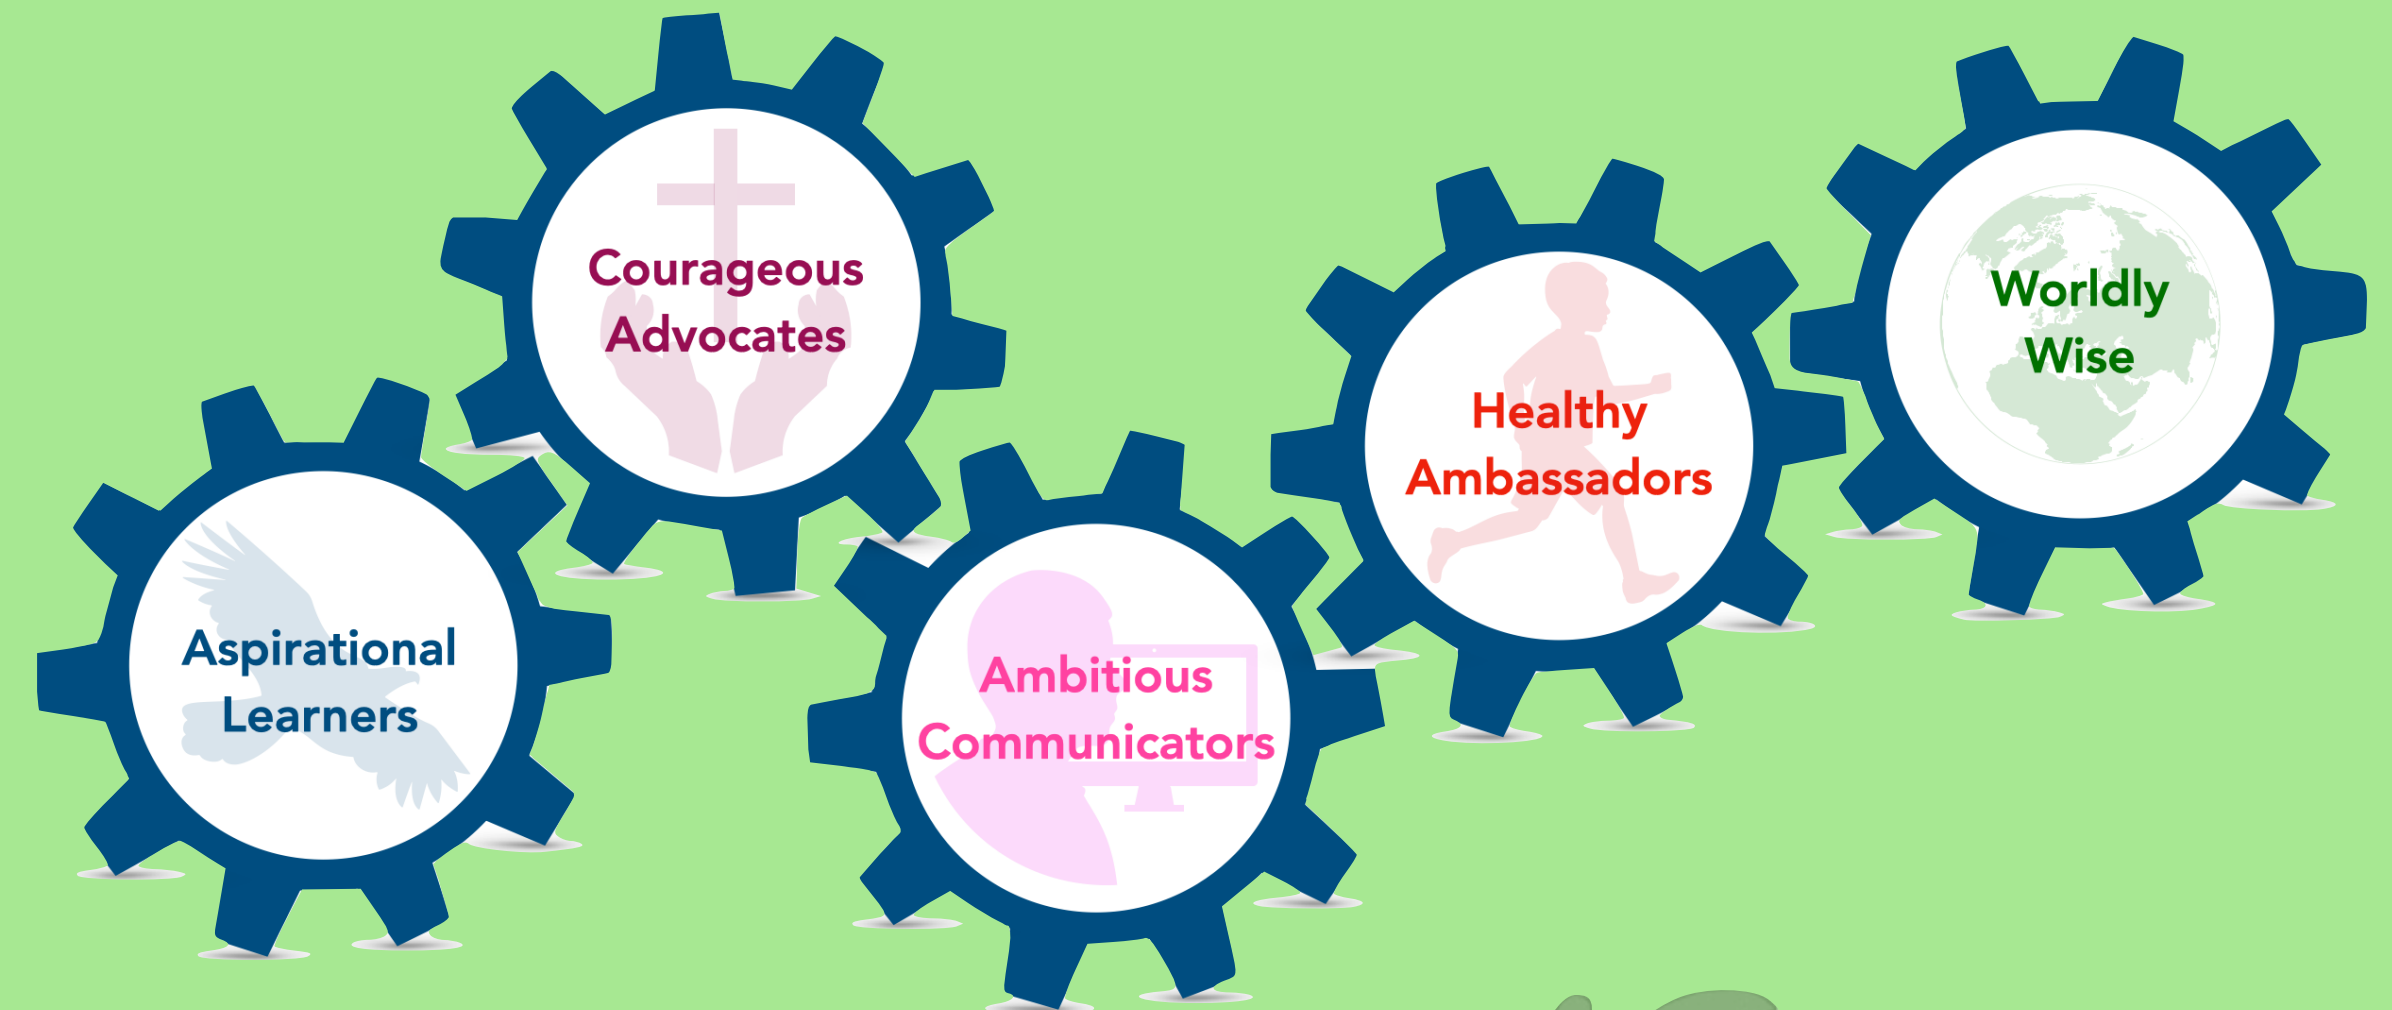 Courageous
Advocates
Worldly
Wise
Healthy
Ambassadors
Aspirational
Learners
Ambitious
Communicators